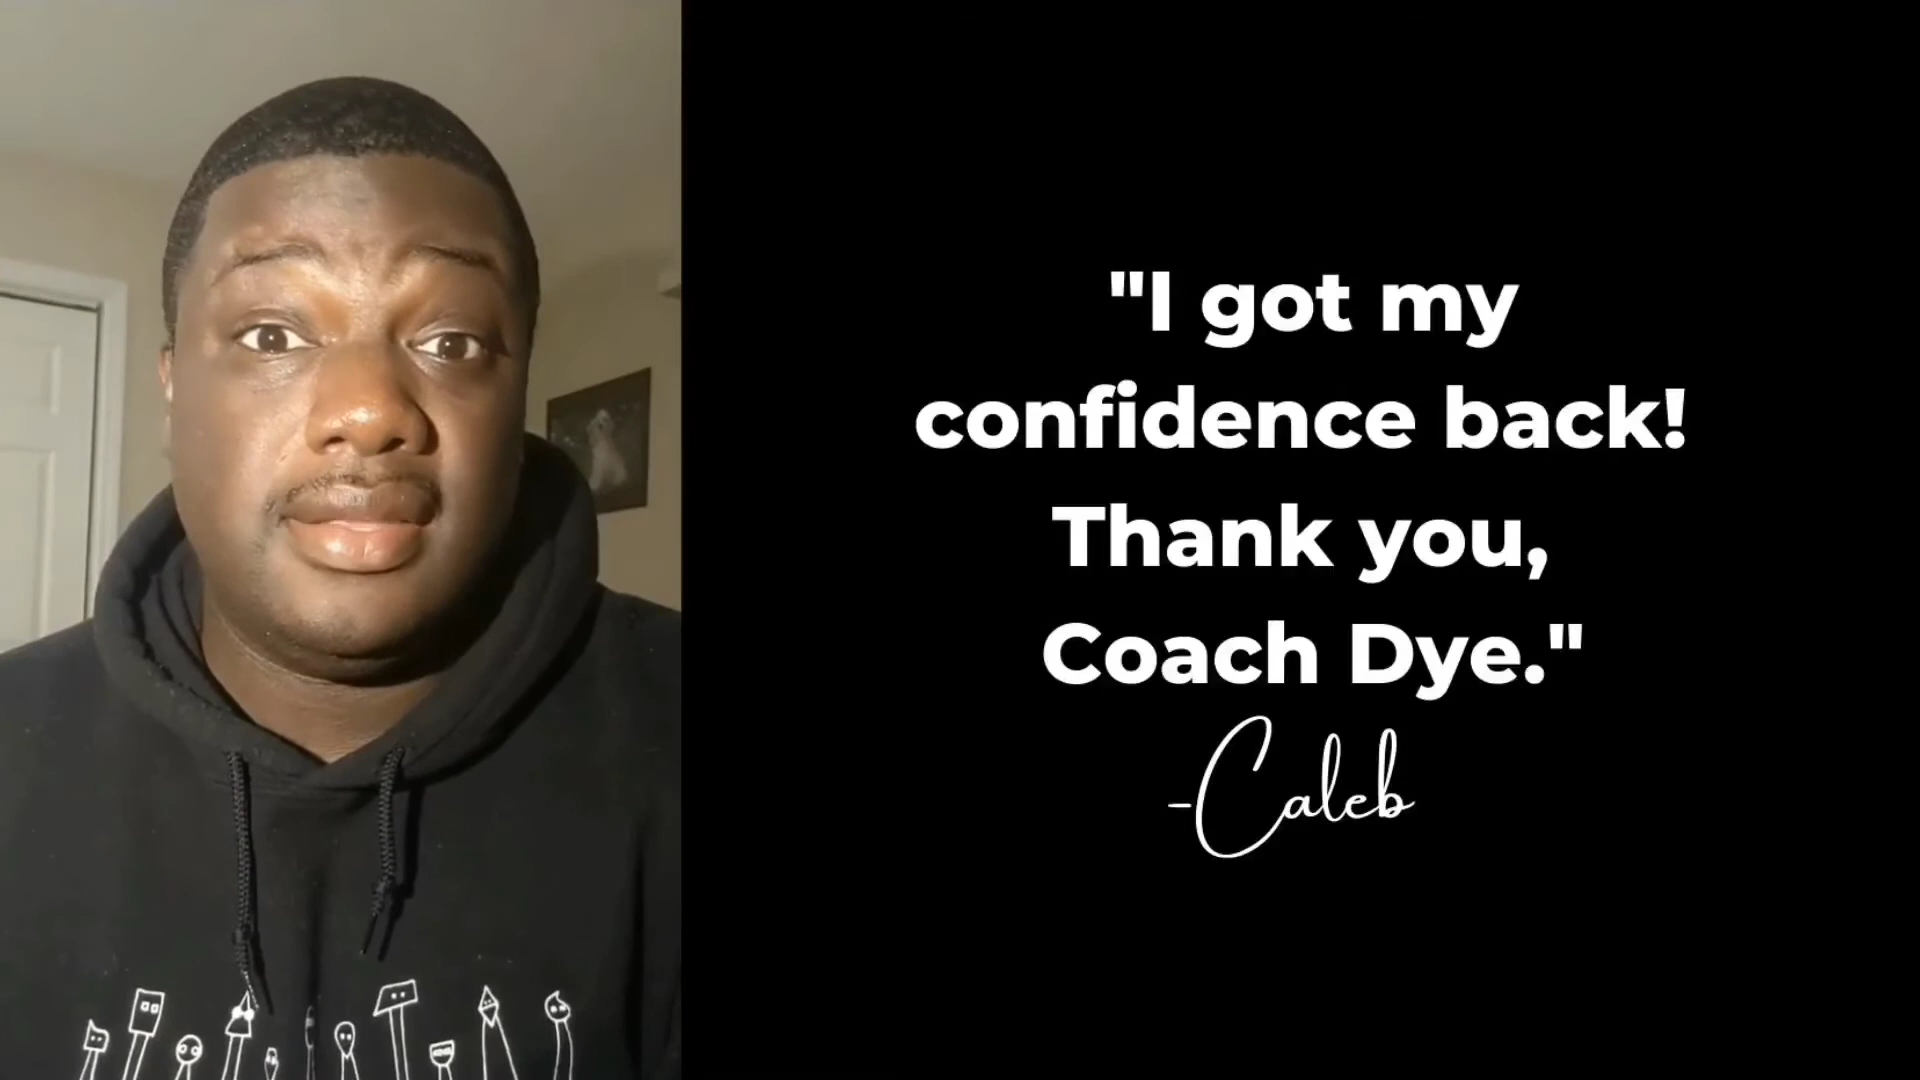 "I got my
confidence back!
Thank you,
Coach Dye."
-Caleb